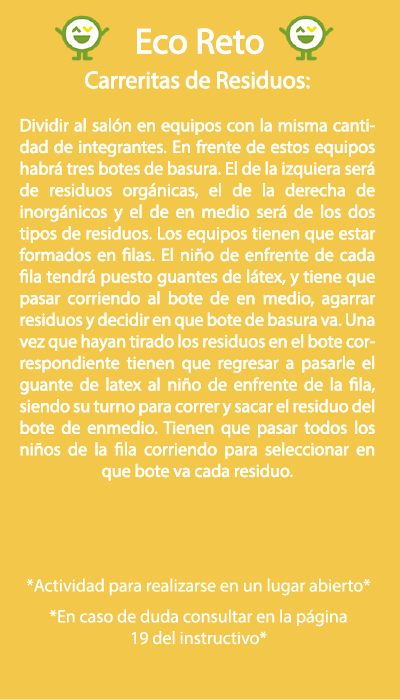 Eco Reto
Carreritas de Residuos:
Dividir al salón en equipos con la misma canti-
dad de integrantes. En frente de estos equipos
habrá tres botes de basura. El de la izquiera será
de residuos orgánicas, el de la derecha de
inorgánicos y el de en medio será de los dos
tipos de residuos. Los equipos tienen que estar
formados en filas. El niño de enfrente de cada
fila tendrá puesto guantes de látex, y tiene que
pasar corriendo al bote de en medio, agarrar
residuos y decidir en que bote de basura va. Una
vez que hayan tirado los residuos en el bote cor-
respondiente tienen que regresar a pasarle el
guante de latex al niño de enfrente de la fila,
siendo su turno para correr y sacar el residuo del
bote de enmedio. Tienen que pasar todos los
niños de la fila corriendo para seleccionar en
que bote va cada residuo.
*Actividad para realizarse en un lugar abierto*
*En caso de duda consultar en la página
19 del instructivo*